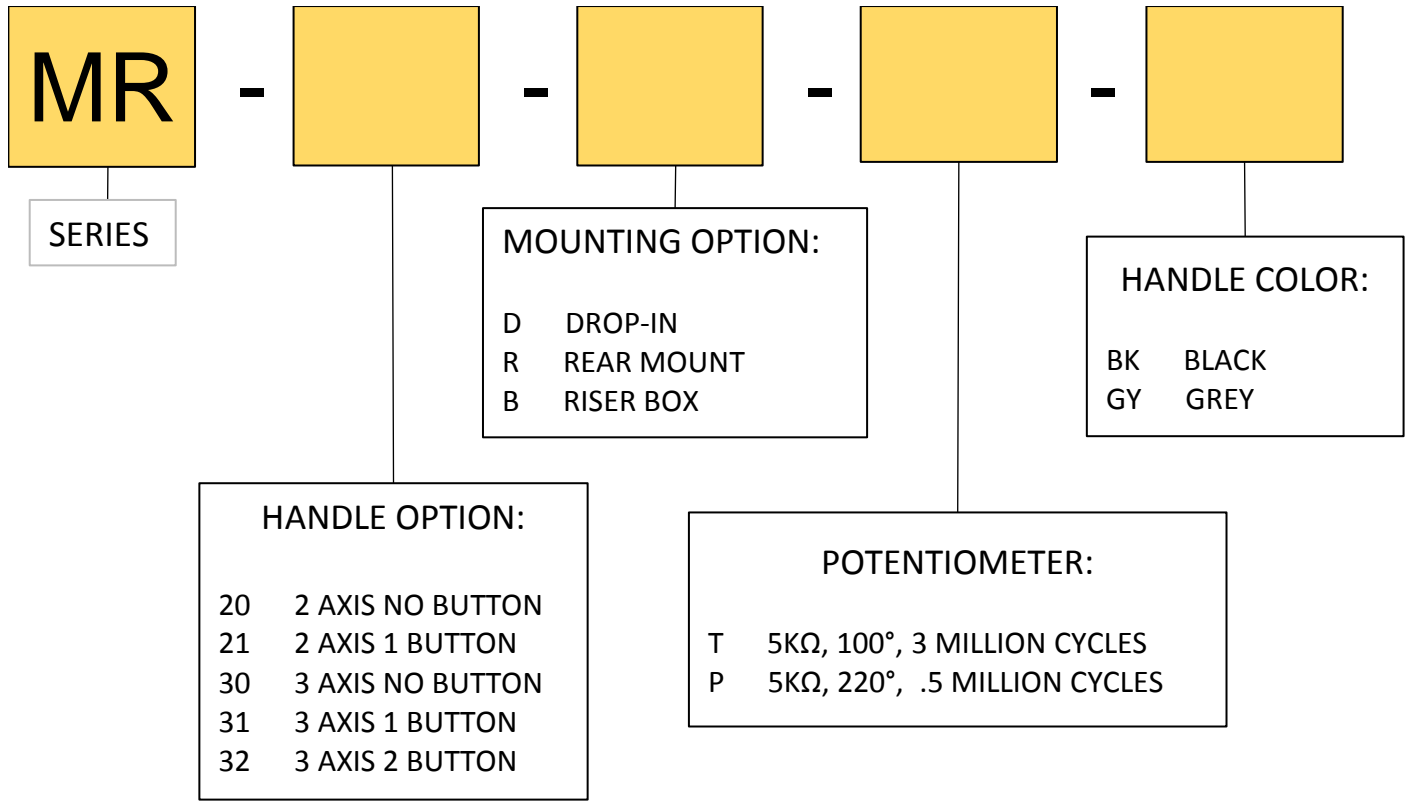 MR - - - -
SERIES
MOUNTING OPTION:
D DROP-IN
R REAR MOUNT
B RISER BOX
HANDLE COLOR:
BK BLACK
GY GREY
HANDLE OPTION:
20 2 AXIS NO BUTTON
21 2 AXIS 1 BUTTON
30 3 AXIS NO BUTTON
31 3 AXIS 1 BUTTON
32 3 AXIS 2 BUTTON
POTENTIOMETER:
T 5KΩ, 100°, 3 MILLION CYCLES
P 5KΩ, 220°, .5 MILLION CYCLES